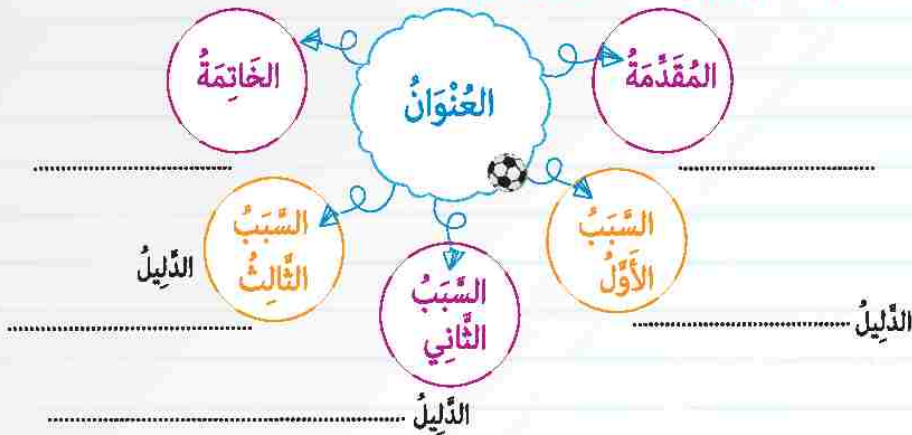 العُنْوَانُ
المُقَدِّمَةُ
الخَاتِمَةُ
السَّبَبُ
الأَوَّلُ
الدَّلِيلُ
السَّبَبُ
الثَّانِي
الدَّلِيلُ
السَّبَبُ
الثَّالِثُ
الدَّلِيلُ